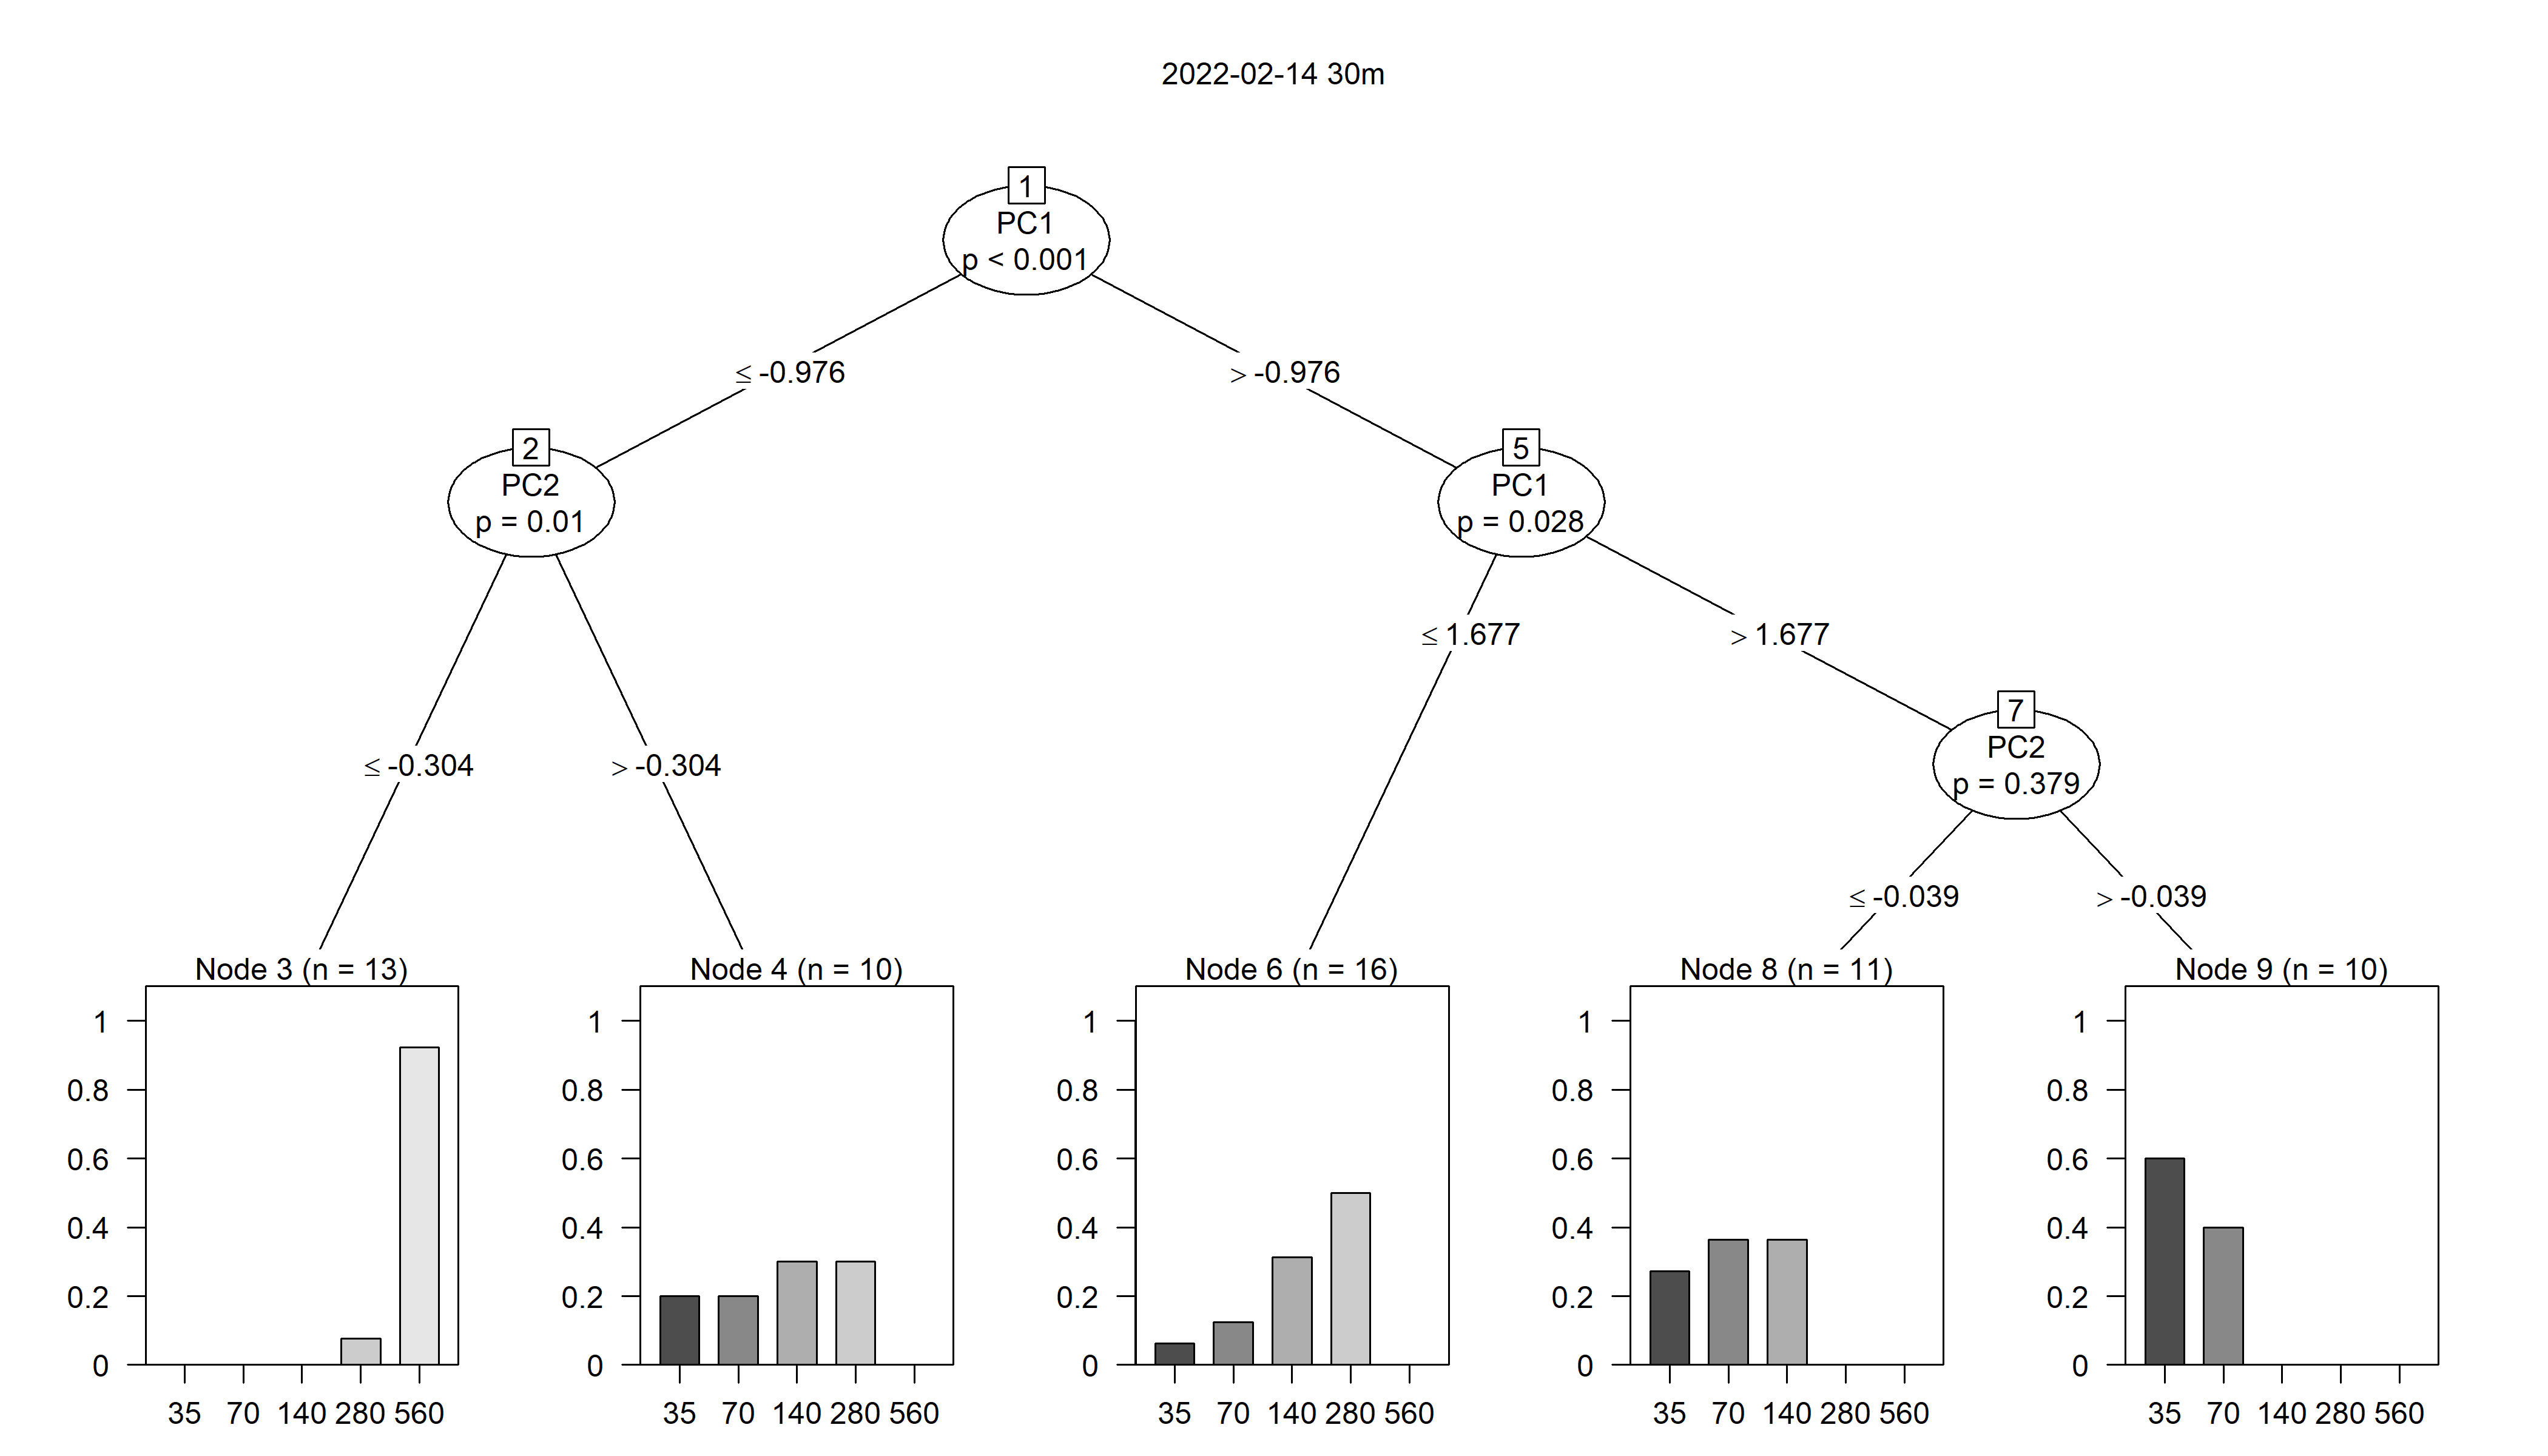 2022-02-14 30m
1
PC1
p < 0.001
≤ -0.976
> -0.976
2
PC2
p = 0.01
5
PC1
p = 0.028
≤ 1.677
> 1.677
7
PC2
p = 0.379
≤ -0.304
> -0.304
≤ -0.039
> -0.039
Node 3 (n = 13)
1
0.8
0.6
0.4
0.2
0
35 70 140 280 560
Node 4 (n = 10)
1
0.8
0.6
0.4
0.2
0
35 70 140 280 560
Node 6 (n = 16)
1
0.8
0.6
0.4
0.2
0
35 70 140 280 560
Node 8 (n = 11)
1
0.8
0.6
0.4
0.2
0
35 70 140 280 560
Node 9 (n = 10)
1
0.8
0.6
0.4
0.2
0
35 70 140 280 560